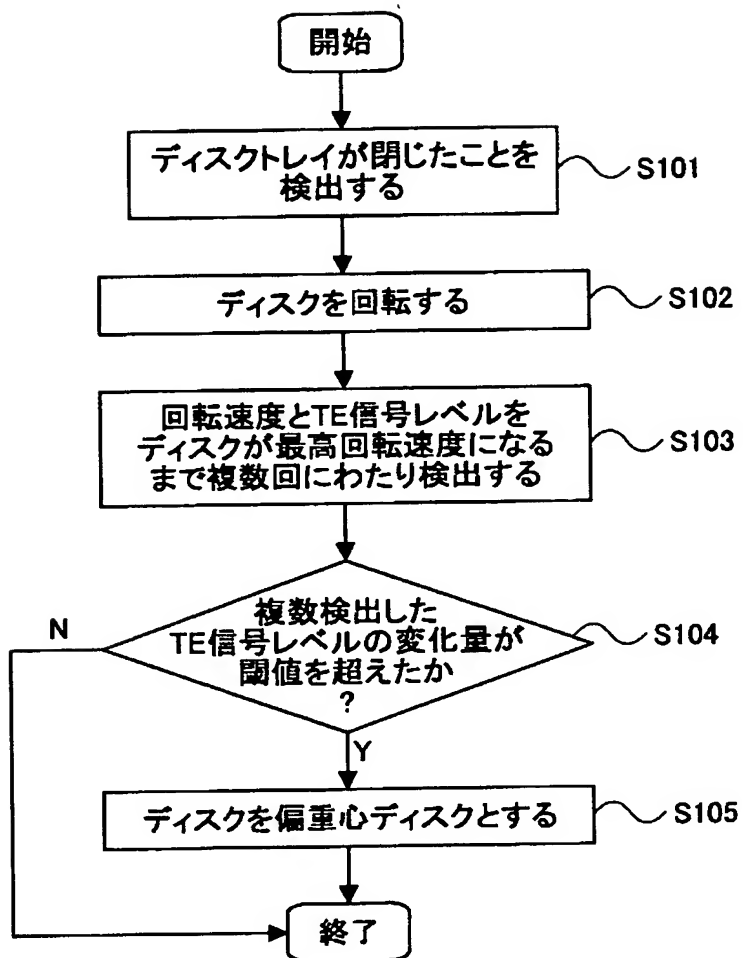 開始
ディスクトレイが閉じたことを
検出する
S101
ディスクを回転する
S102
回転速度とTE信号レベルを
ディスクが最高回転速度になる
まで複数回にわたり検出する
S103
複数検出した
TE信号レベルの変化量が
閾値を超えたか
?
S104
N
Y
ディスクを偏重心ディスクとする
S105
終了